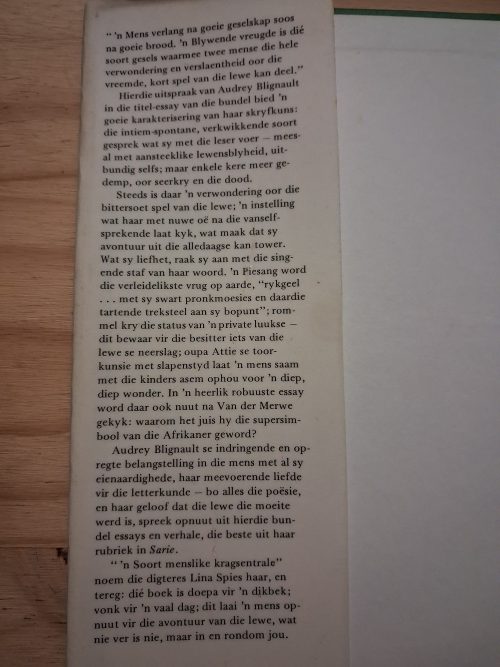 “ 'n Mens verlang na goeie geselskap soos
na goeie brood. 'n Blywende vreugde is dié
soort gesels waarmee twee mense die hele
verwondering en verslaentheid oor die
vreemde, kort spel van die lewe kan deel.”
Hierdie uitspraak van Audrey Blignault
in die titel-essay van die bundel bied 'n
goeie karakterisering van haar skryfkuns:
die intiem-spontane, verkwikkende soort
gesprek wat sy met die leser voer — mees-
al met aansteeklike lewensblyheid, uit-
bundig selfs; maar enkele kere meer ge-
demp, oor seerkry en die dood.
Steeds is daar 'n verwondering oor die
bittersoet spel van die lewe; 'n instelling
wat haar met nuwe oë na die vanself-
sprekende laat kyk, wat maak dat sy
avontuur uit die alledaagse kan tower.
Wat sy liefhet, raak sy aan met die sing-
ende staf van haar woord. 'n Piesang word
die verleidelikste vrug op aarde, “rykgeel
. . . met sy swart pronkmoesies en daardie
tartende treksteel aan sy bopunt”; rom-
mel kry die status van 'n private luukse —
dit bewaar vir die besitter iets van die
lewe se neerslag; oupa Attie se toor-
kunsie met slapenstyd laat 'n mens saam
met die kinders asem ophou voor 'n diep,
diep wonder. In 'n heerlik robuuste essay
word daar ook nuut na Van der Merwe
gekyk: waarom het juis hy die supersim-
bool van die Afrikaner geword?
Audrey Blignault se indringende en op-
regte belangstelling in die mens met al sy
eienaardighede, haar meevoerende liefde
vir die letterkunde — bo alles die poësie,
en haar geloof dat die lewe die moeite
werd is, spreek opnuut uit hierdie bun-
del essays en verhale, die beste uit haar
rubriek in Sarie.
“ 'n Soort menslike kragsentrale”
noem die digteres Lina Spies haar, en
tereg: dié boek is doepa vir 'n dikbek;
vonk vir 'n vaal dag; dit laai 'n mens op-
nuut vir die avontuur van die lewe, wat
nie ver is nie, maar in en rondom jou.